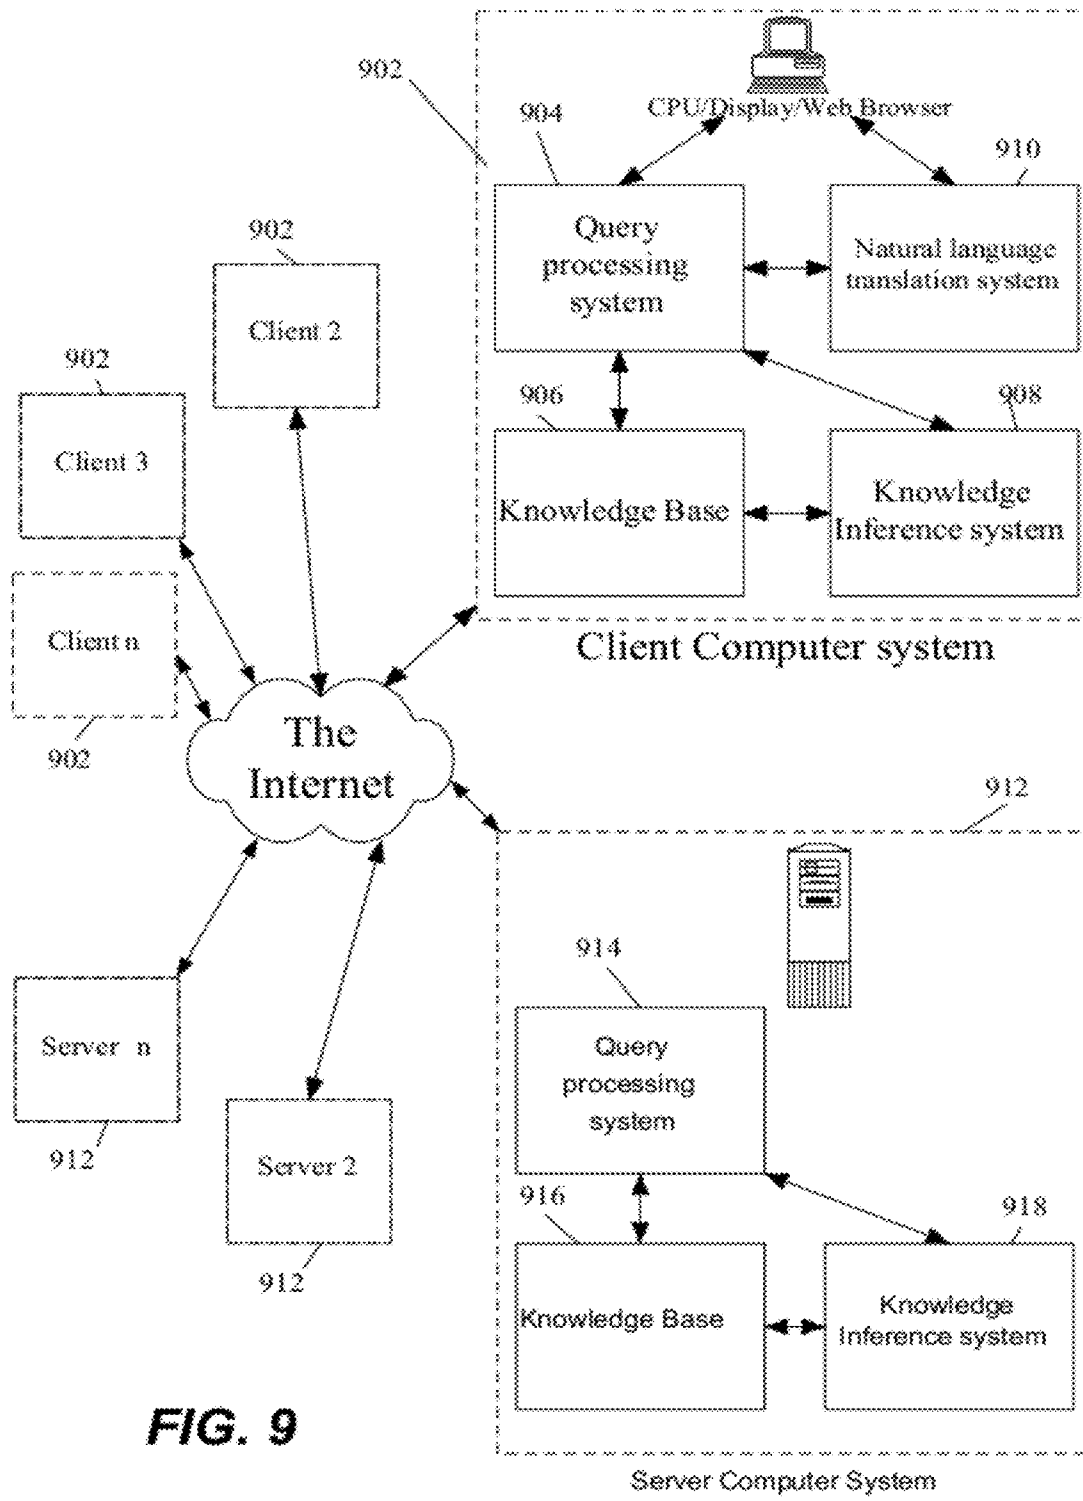 902
CPU/Display/Web Browser
904
910
Query
processing
system
Natural language
translation system
902
Client 2
902
Client 3
906
908
Knowledge Base
Knowledge
Inference system
Client n
902
Client Computer system
The
Internet
912
914
Query
processing
system
Server n
912
Server 2
912
916
918
Knowledge Base
Knowledge
Inference system
FIG. 9
Server Computer System